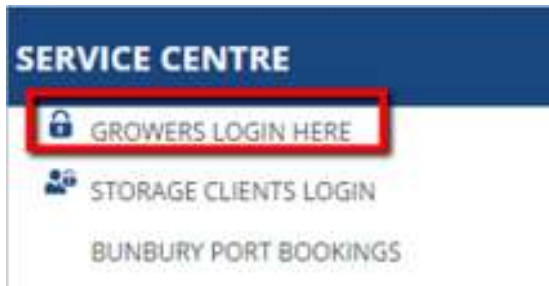 SERVICE CENTRE
GROWERS LOGIN HERE
STORAGE CLIENTS LOGIN
BUNBURY PORT BOOKINGS